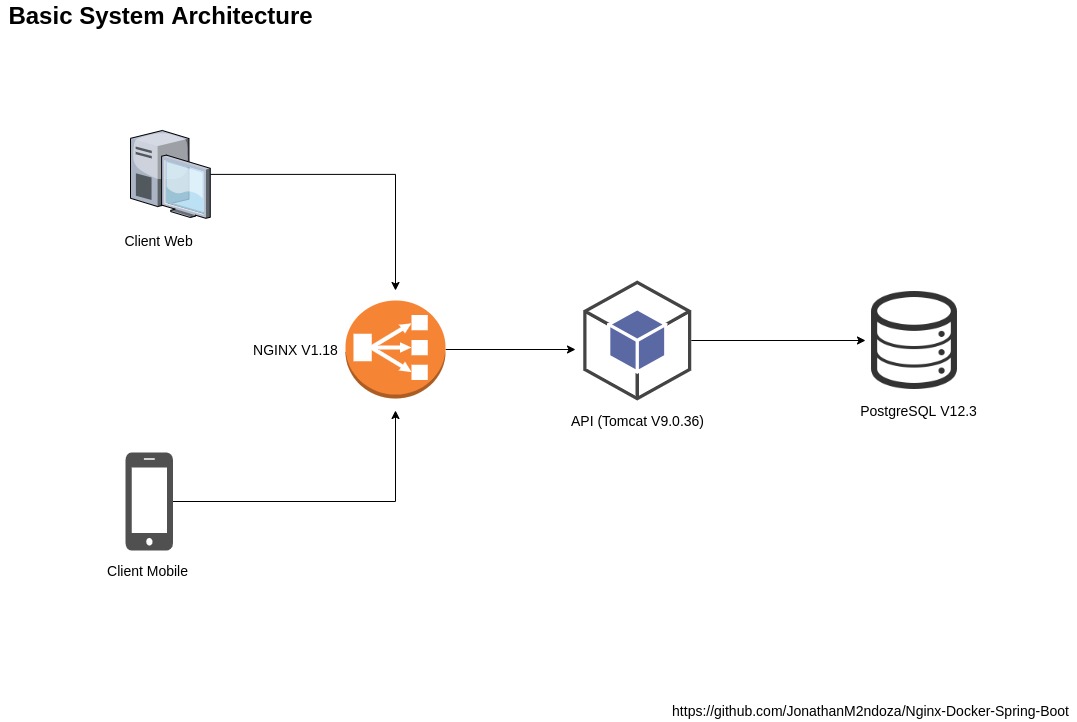 Basic System Architecture
Client Web
NGINX V1.18
API (Tomcat V9.0.36)
PostgreSQL V12.3
Client Mobile
https://github.com/JonathanM2ndoza/Nginx-Docker-Spring-Boot